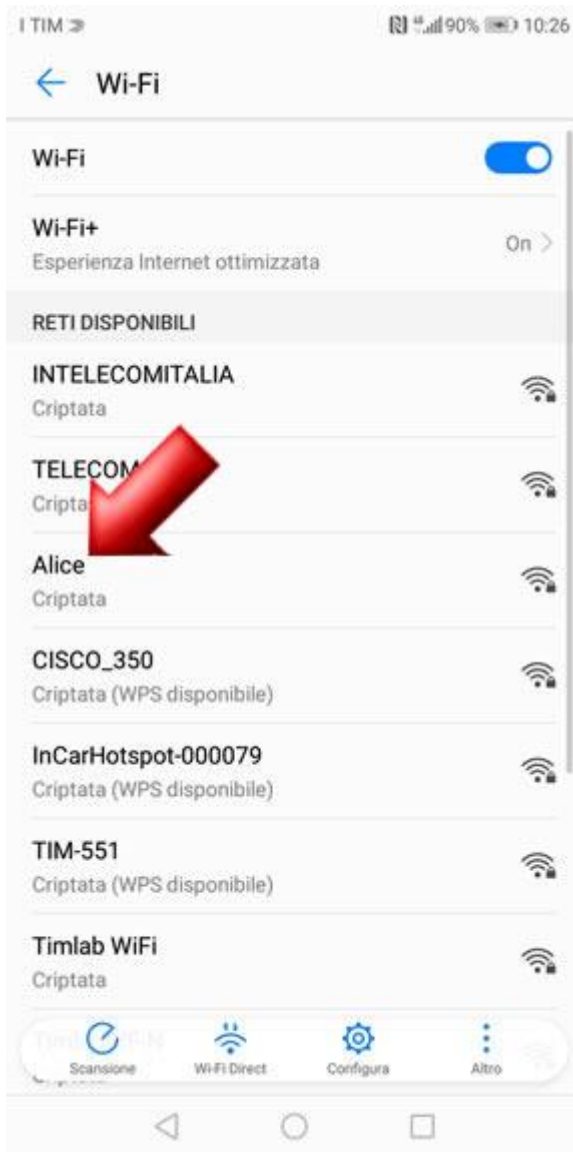 I TIM
90% 10:26
Wi-Fi
Wi-Fi
Wi-Fi+
Esperienza Internet ottimizzata
On
RETI DISPONIBILI
INTELECOMITALIA
Criptata
TELECOM
Cripta
Alice
Criptata
CISCO_350
Criptata (WPS disponibile)
InCarHotspot-000079
Criptata (WPS disponibile)
TIM-551
Criptata (WPS disponibile)
Timlab WiFi
Criptata
Scansione Wi-Fi Direct Configura Altro